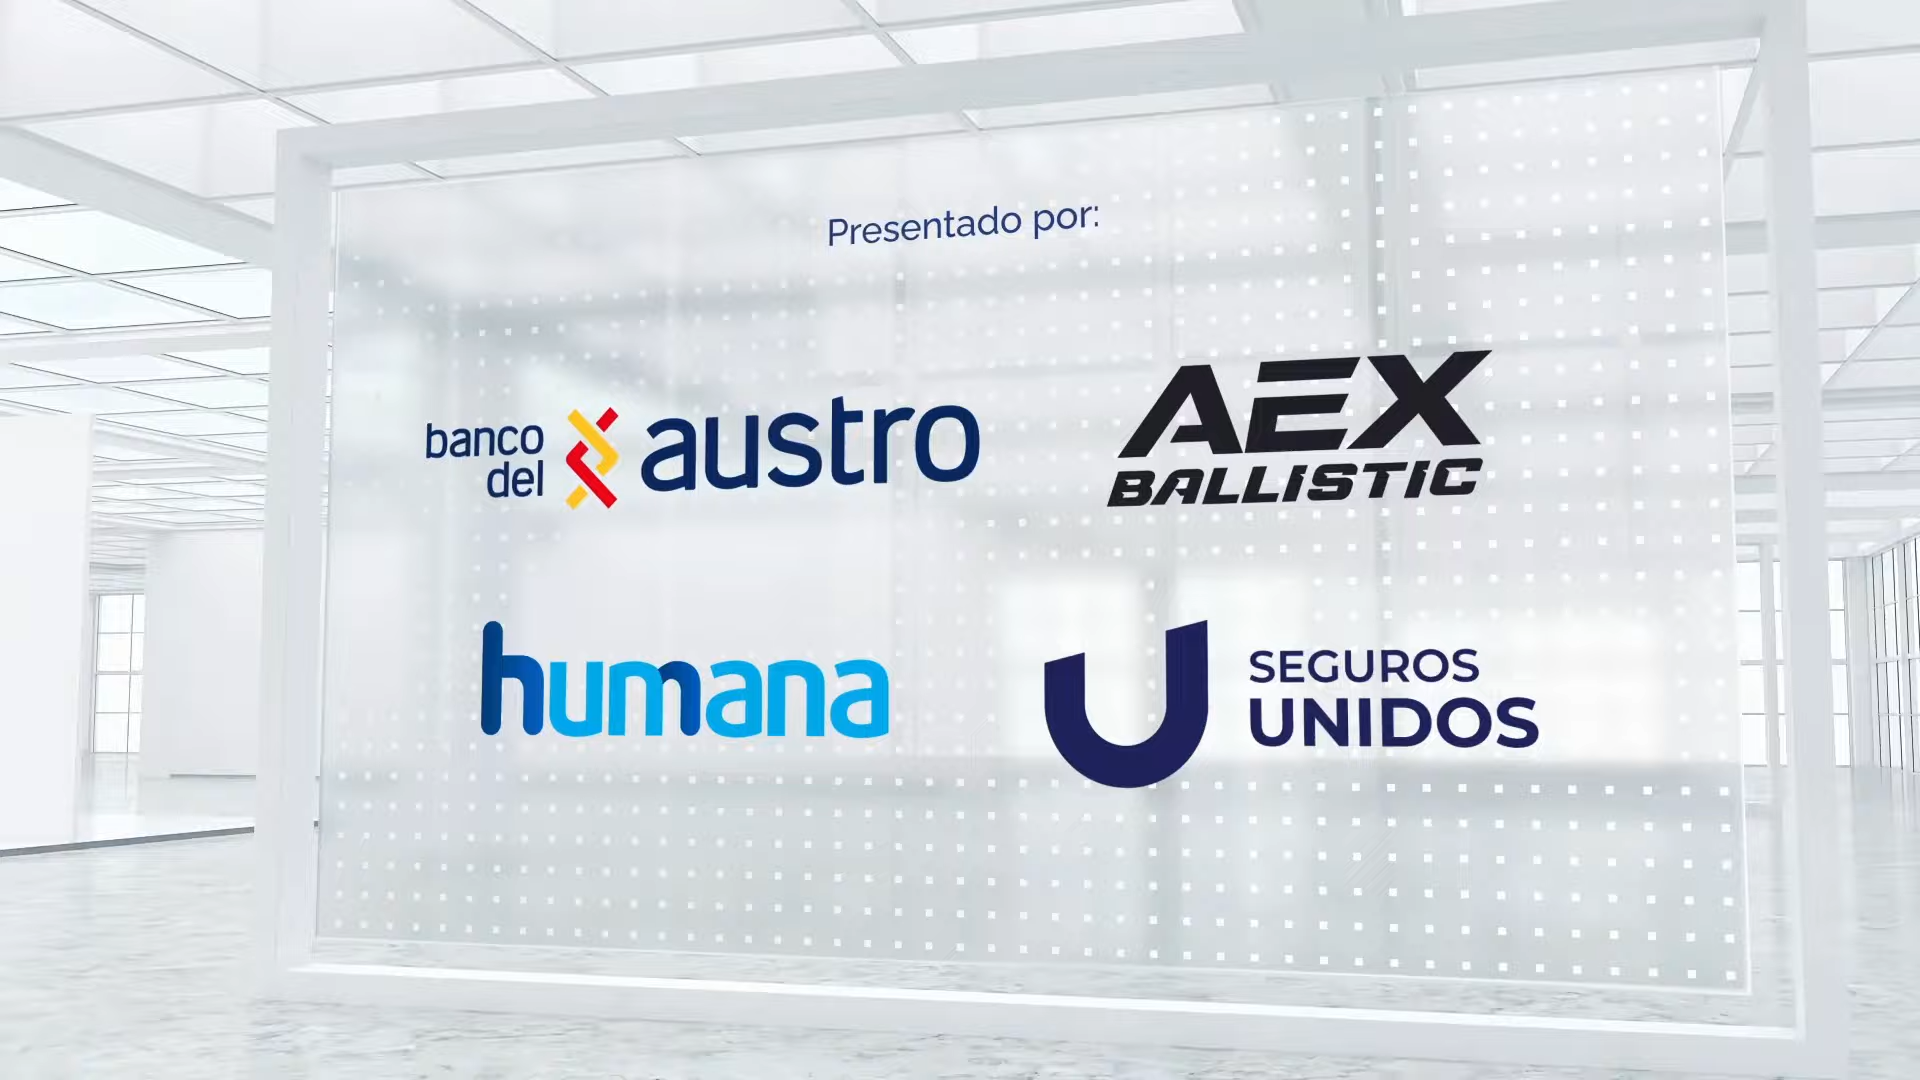 Presentado por:
banco
del
austro
AEX
BALLISTIC
humana
SEGUROS
UNIDOS